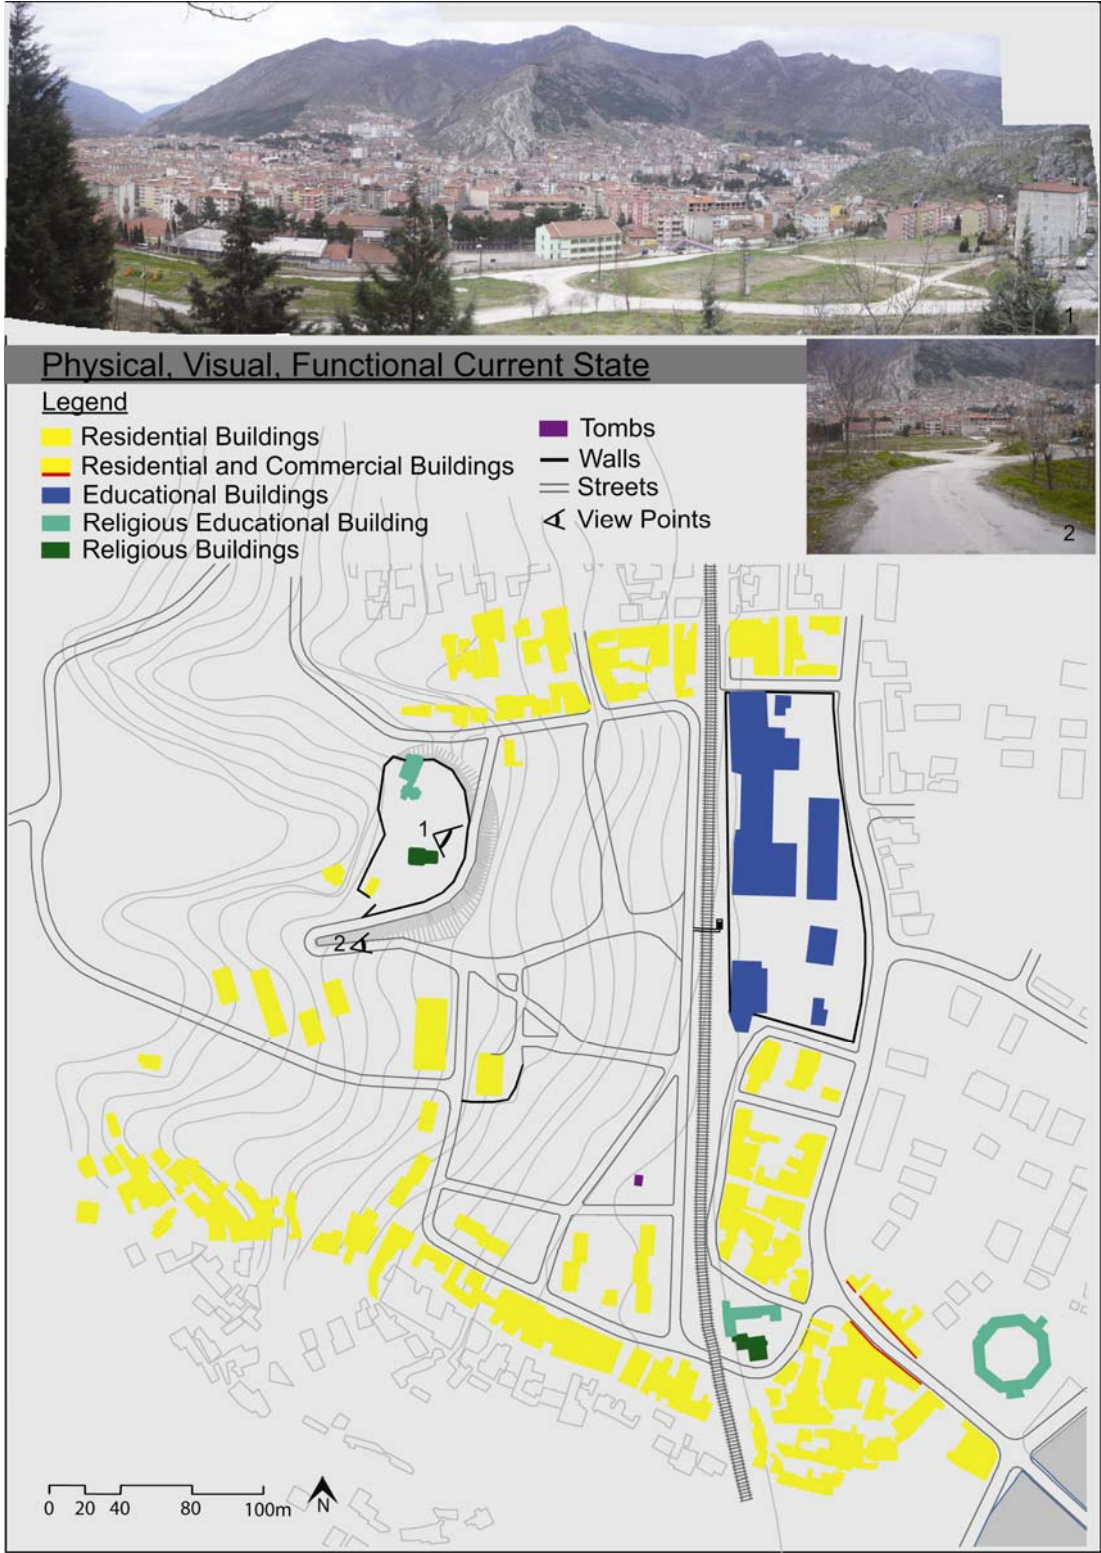 1
Physical, Visual, Functional Current State
Legend
Residential Buildings
Residential and Commercial Buildings
Educational Buildings
Religious Educational Building
Religious Buildings
Tombs
Walls
Streets
View Points
2
1
2
0 20 40 100m
N